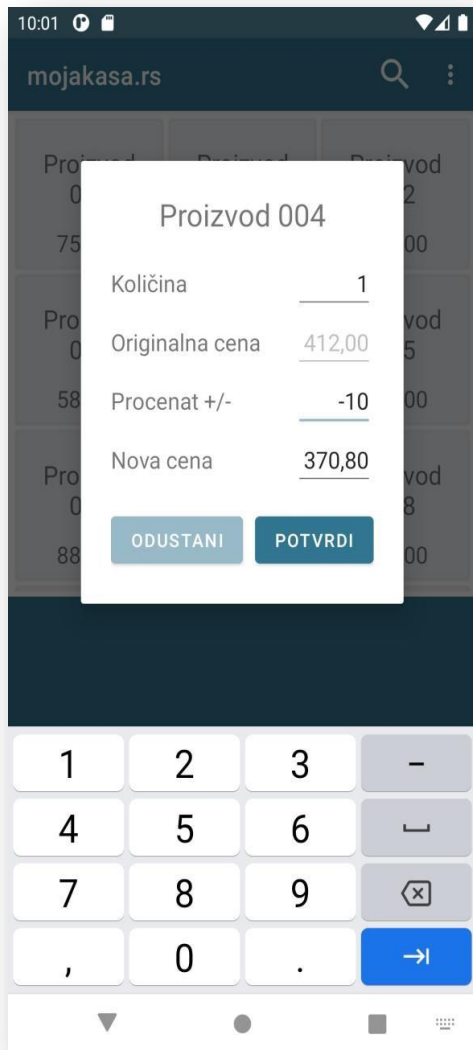 10:01
mojakasa.rs
Proizvod 004
Količina 1
Originalna cena 412,00
Procenat +/- -10
Nova cena 370,80
ODUSTANI POTVRDI
1 2 3 -
4 5 6
7 8 9
, 0 .